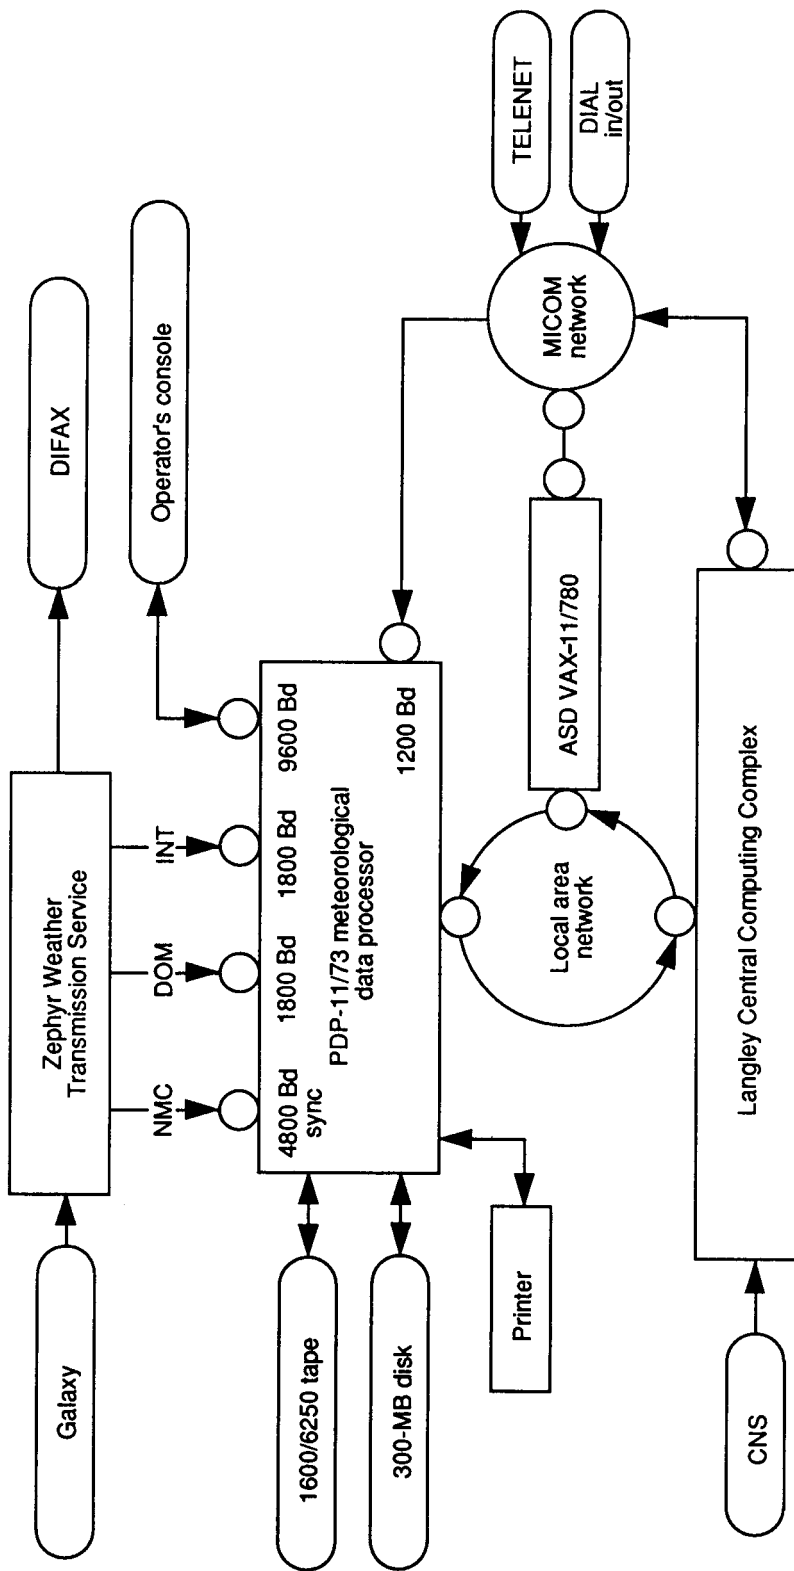 Galaxy
Zephyr Weather
Transmission Service
DIFAX
NMC
DOM
INT
Operator's console
4800 Bd
sync
1800 Bd
1800 Bd
9600 Bd
PDP-11/73 meteorological
data processor
1200 Bd
1600/6250 tape
300-MB disk
Printer
Local area
network
ASD VAX-11/780
MICOM
network
TELENET
DIAL
in/out
Langley Central Computing Complex
CNS